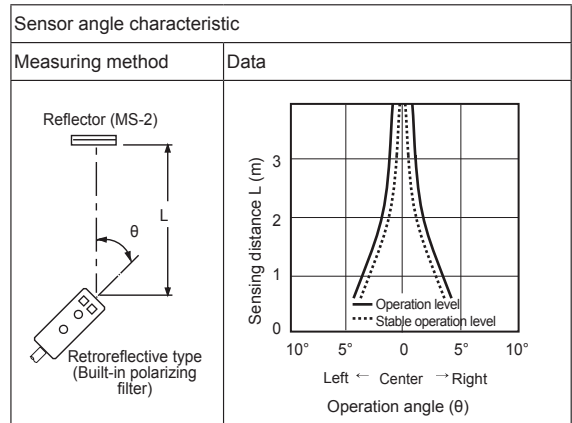 Sensor angle characteristic
Measuring method
Data
Reflector (MS-2)
L
θ
Retroreflective type
(Built-in polarizing
filter)
Sensing distance L (m)
3
2
1
0
Operation level
Stable operation level
10° 5° 0 5° 10°
Left ← Center →Right
Operation angle (θ)